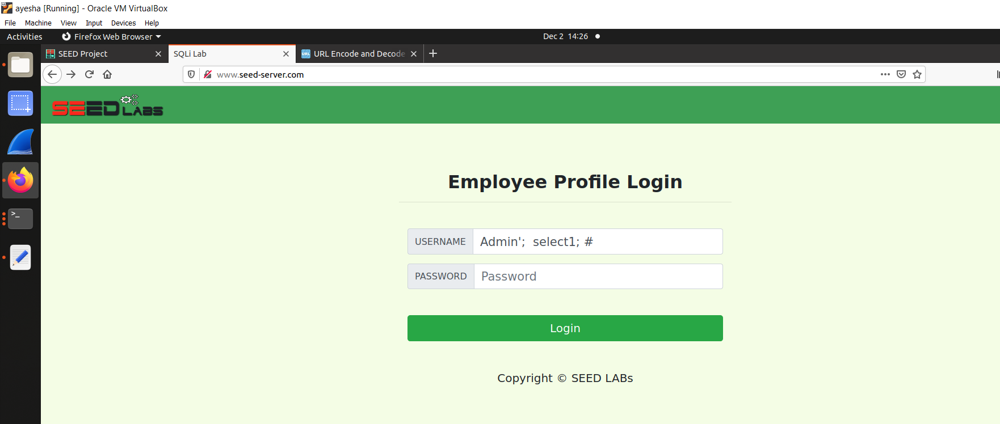 ayesha [Running] - Oracle VM VirtualBox
File Machine View Input Devices Help
Activities Firefox Web Browser Dec 2 14:26
SEED Project SQLi Lab URL Encode and Decode
www.seed-server.com
SEED LABS
Employee Profile Login
USERNAME Admin';  select1; #
PASSWORD Password
Login
Copyright © SEED LABs